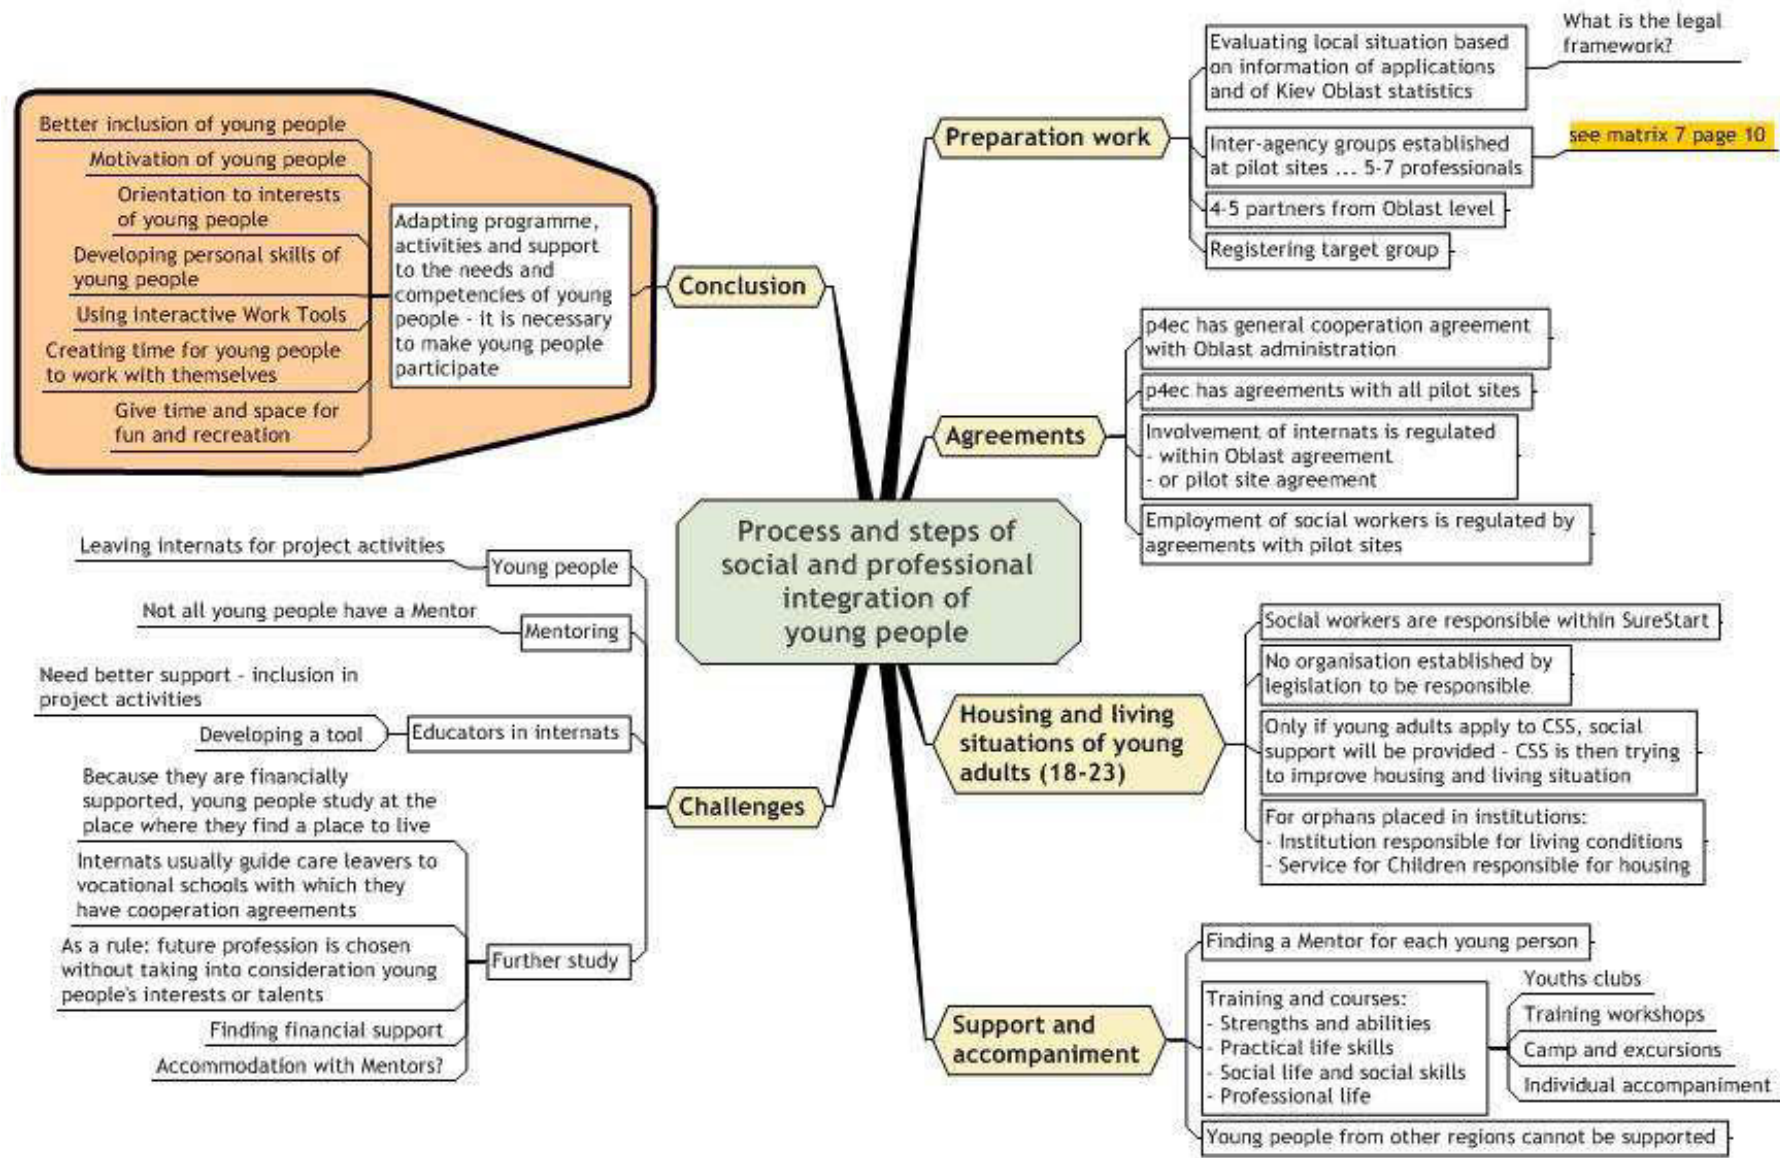 Process and steps of
social and professional
integration of
young people
Preparation work
Evaluating local situation based
on information of applications
and of Kiev Oblast statistics
What is the legal
framework?
Inter-agency groups established
at pilot sites ... 5-7 professionals
see matrix 7 page 10
4-5 partners from Oblast level
Registering target group
Agreements
p4ec has general cooperation agreement
with Oblast administration
p4ec has agreements with all pilot sites
Involvement of internats is regulated
- within Oblast agreement
- or pilot site agreement
Employment of social workers is regulated by
agreements with pilot sites
Housing and living
situations of young
adults (18-23)
Social workers are responsible within SureStart
No organisation established by
legislation to be responsible
Only if young adults apply to CSS, social
support will be provided - CSS is then trying
to improve housing and living situation
For orphans placed in institutions:
- Institution responsible for living conditions
- Service for Children responsible for housing
Support and
accompaniment
Finding a Mentor for each young person
Training and courses:
- Strengths and abilities
- Practical life skills
- Social life and social skills
- Professional life
Youths clubs
Training workshops
Camp and excursions
Individual accompaniment
Young people from other regions cannot be supported
Conclusion
Adapting programme,
activities and support
to the needs and
competencies of young
people - it is necessary
to make young people
participate
Better inclusion of young people
Motivation of young people
Orientation to interests
of young people
Developing personal skills of
young people
Using Interactive Work Tools
Creating time for young people
to work with themselves
Give time and space for
fun and recreation
Challenges
Young people
Leaving internats for project activities
Mentoring
Not all young people have a Mentor
Educators in internats
Need better support - inclusion in
project activities
Developing a tool
Further study
Because they are financially
supported, young people study at the
place where they find a place to live
Internats usually guide care leavers to
vocational schools with which they
have cooperation agreements
As a rule: future profession is chosen
without taking into consideration young
people's interests or talents
Finding financial support
Accommodation with Mentors?